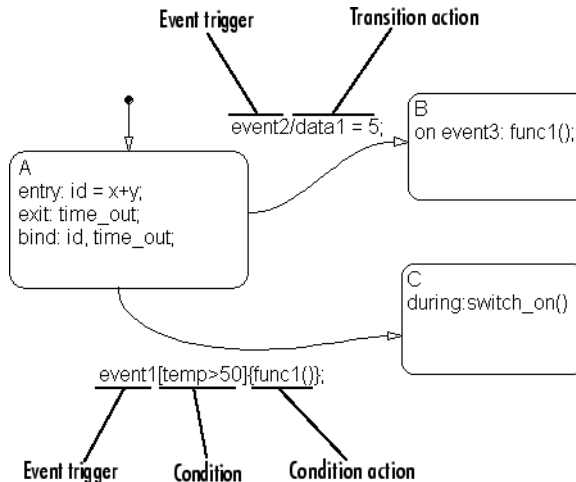 Event trigger
Transition action
event2/data1 = 5;
A
entry: id = x+y;
exit: time_out;
bind: id, time_out;
B
on event3: func1();
C
during:switch_on()
event1[temp>50]{func1()};
Event trigger
Condition
Condition action